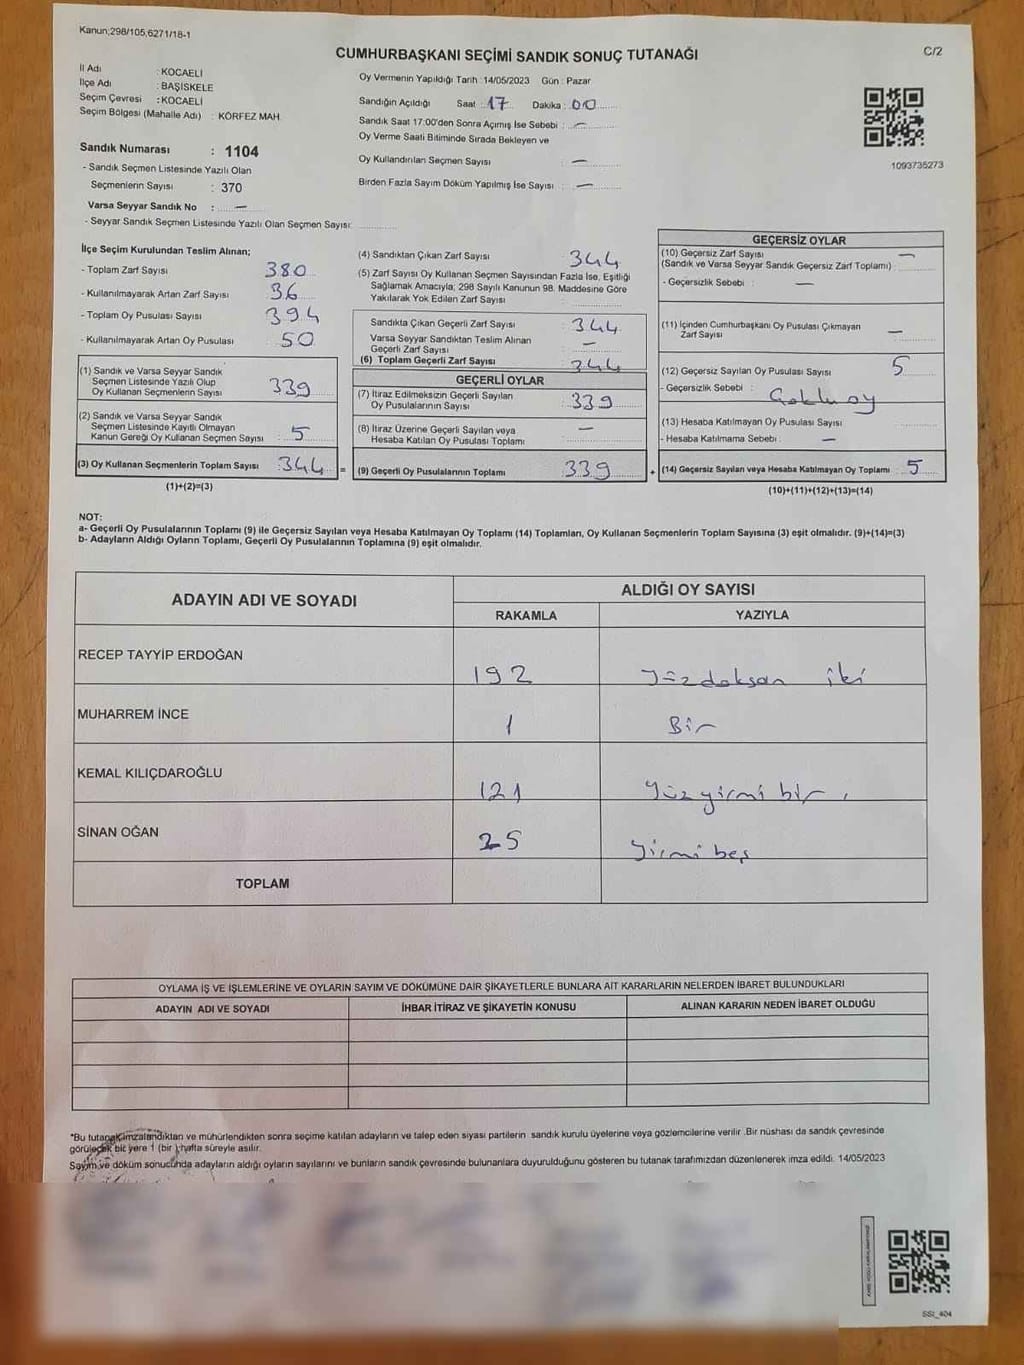 Kanun;298/105,6271/18-1
CUMHURBAŞKANI SEÇİMİ SANDIK SONUÇ TUTANAĞI
C/2
İl Adı : KOCAELİ
İlçe Adı : BAŞİSKELE
Seçim Çevresi : KOCAELİ
Seçim Bölgesi (Mahalle Adı) : KÖRFEZ MAH.
Sandık Numarası : 1104
- Sandık Seçmen Listesinde Yazılı Olan
Seçmenlerin Sayısı : 370
Varsa Seyyar Sandık No : —
- Seyyar Sandık Seçmen Listesinde Yazılı Olan Seçmen Sayısı:
Oy Vermenin Yapıldığı Tarih :14/05/2023 Gün : Pazar
Sandığın Açıldığı Saat : 17 Dakika : 00
Sandık Saat 17:00'den Sonra Açımış İse Sebebi : —
Oy Verme Saati Bitiminde Sırada Bekleyen ve
Oy Kullandırılan Seçmen Sayısı : —
Birden Fazla Sayım Döküm Yapılmış İse Sayısı : —
1093735273
İlçe Seçim Kurulundan Teslim Alınan;
- Toplam Zarf Sayısı 380
- Kullanılmayarak Artan Zarf Sayısı : 36
- Toplam Oy Pusulası Sayısı 394
- Kullanılmayarak Artan Oy Pusulası : 50
(1) Sandık ve Varsa Seyyar Sandık
Seçmen Listesinde Yazılı Olup
Oy Kullanan Seçmenlerin Sayısı : 339
(2) Sandık ve Varsa Seyyar Sandık
Seçmen Listesinde Kayıtlı Olmayan
Kanun Gereği Oy Kullanan Seçmen Sayısı : 5
(3) Oy Kullanan Seçmenlerin Toplam Sayısı : 344 =
(1)+(2)=(3)
(4) Sandıktan Çıkan Zarf Sayısı : 344
(5) Zarf Sayısı Oy Kullanan Seçmen Sayısından Fazla İse, Eşitliği
Sağlamak Amacıyla; 298 Sayılı Kanunun 98. Maddesine Göre
Yakılarak Yok Edilen Zarf Sayısı :
Sandıkta Çıkan Geçerli Zarf Sayısı : 344
Varsa Seyyar Sandıktan Teslim Alınan
Geçerli Zarf Sayısı : —
(6) Toplam Geçerli Zarf Sayısı : 344
GEÇERLİ OYLAR
(7) İtiraz Edilmeksizin Geçerli Sayılan
Oy Pusulalarının Sayısı : 339
(8) İtiraz Üzerine Geçerli Sayılan veya
Hesaba Katılan Oy Pusulası Toplamı : —
(9) Geçerli Oy Pusulalarının Toplamı : 339 +
GEÇERSİZ OYLAR
(10) Geçersiz Zarf Sayısı —
(Sandık ve Varsa Seyyar Sandık Geçersiz Zarf Toplamı) :
- Geçersizlik Sebebi : —
(11) İçinden Cumhurbaşkanı Oy Pusulası Çıkmayan
Zarf Sayısı : —
(12) Geçersiz Sayılan Oy Pusulası Sayısı : 5
- Geçersizlik Sebebi :
(13) Hesaba Katılmayan Oy Pusulası Sayısı :
- Hesaba Katılmama Sebebi : —
(14) Geçersiz Sayılan veya Hesaba Katılmayan Oy Toplamı : 5
(10)+(11)+(12)+(13)=(14)
NOT:
a- Geçerli Oy Pusulalarının Toplamı (9) ile Geçersiz Sayılan veya Hesaba Katılmayan Oy Toplamı (14) Toplamları, Oy Kullanan Seçmenlerin Toplam Sayısına (3) eşit olmalıdır. (9)+(14)=(3)
b- Adayların Aldığı Oyların Toplamı, Geçerli Oy Pusulalarının Toplamına (9) eşit olmalıdır.
ADAYIN ADI VE SOYADI
ALDIĞI OY SAYISI
RAKAMLA YAZIYLA
RECEP TAYYİP ERDOĞAN 192 Yüzdoksan iki
MUHARREM İNCE 1 Bir
KEMAL KILIÇDAROĞLU 121 Yüzyirmi bir
SİNAN OĞAN 25 Yirmi beş
TOPLAM
OYLAMA İŞ VE İŞLEMLERİNE VE OYLARIN SAYIM VE DÖKÜMÜNE DAİR ŞİKAYETLERLE BUNLARA AİT KARARLARIN NELERDEN İBARET BULUNDUKLARI
ADAYIN ADI VE SOYADI İHBAR İTİRAZ VE ŞİKAYETİN KONUSU ALINAN KARARIN NEDEN İBARET OLDUĞU
*Bu tutanak imzalandıktan ve mühürlendikten sonra seçime katılan adayların ve talep eden siyasi partilerin sandık kurulu üyelerine veya gözlemcilerine verilir .Bir nüshası da sandık çevresinde
görülecek bir yere 1 (bir ) hafta süreyle asılır.
Sayım ve döküm sonucunda adayların aldığı oyların sayılarını ve bunların sandık çevresinde bulunanlara duyurulduğunu gösteren bu tutanak tarafımızdan düzenlenerek imza edildi. 14/05/2023
SSI_404